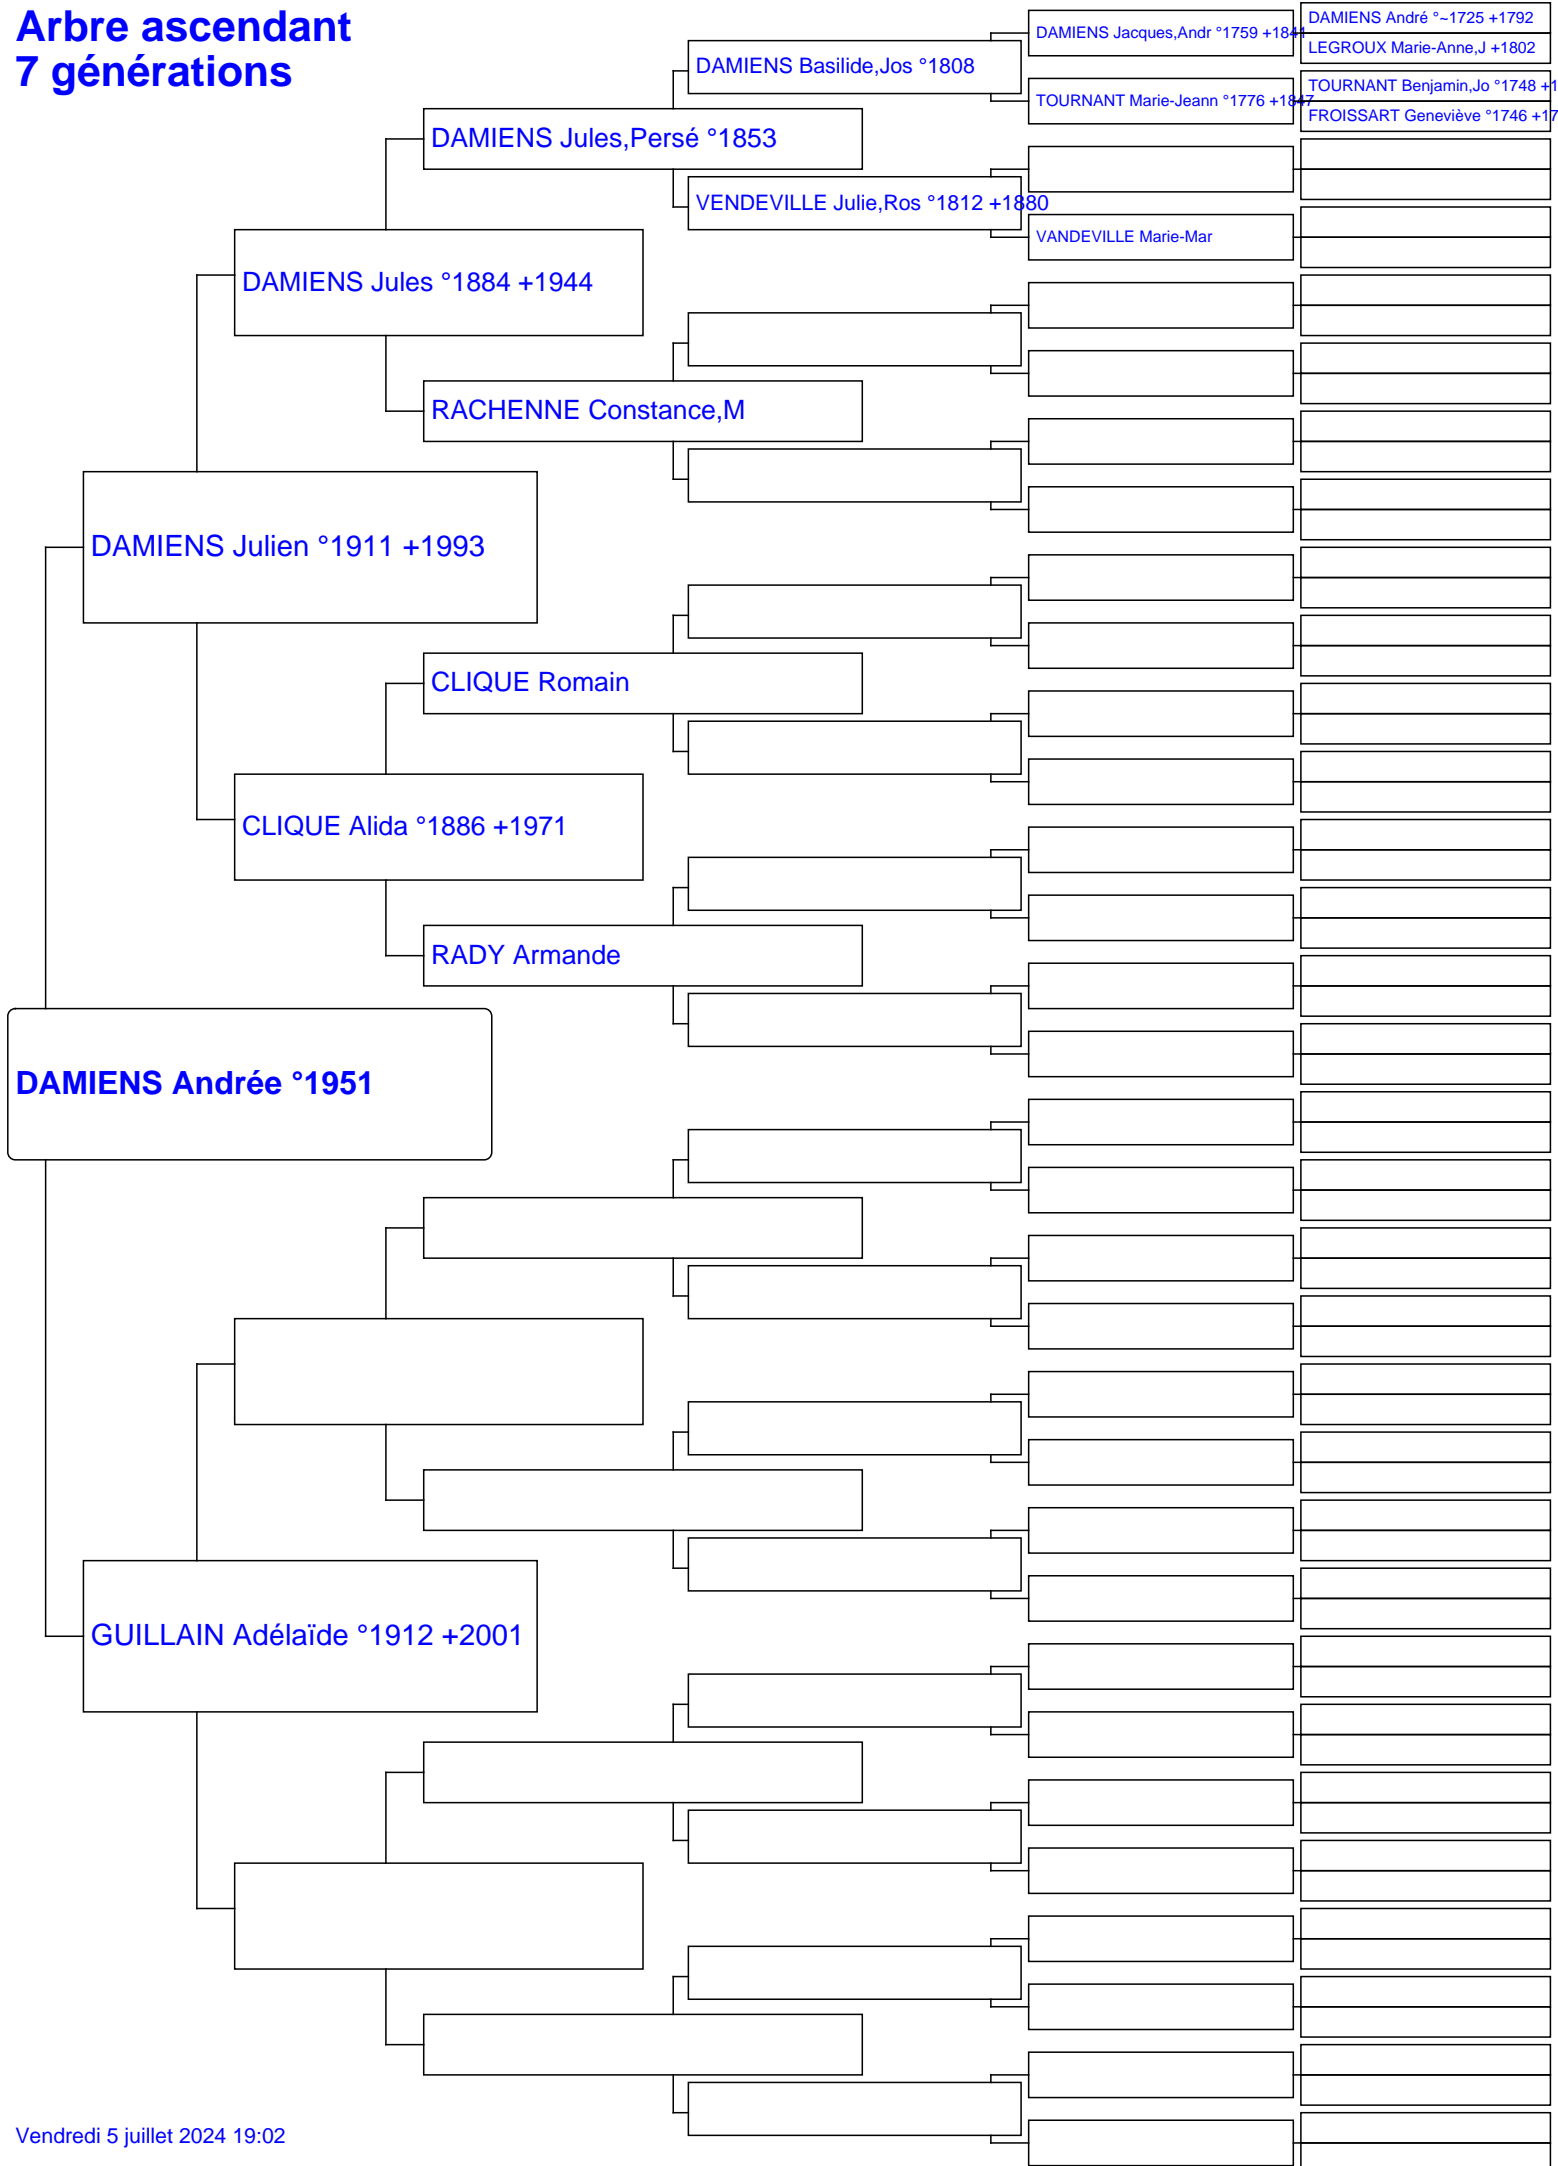 Arbre ascendant
7 générations
DAMIENS André °~1725 +1792
DAMIENS Jacques,Andr °1759 +1841
LEGROUX Marie-Anne,J +1802
DAMIENS Basilide,Jos °1808
TOURNANT Benjamin,Jo °1748 +1
TOURNANT Marie-Jeann °1776 +1847
FROISSART Geneviève °1746 +17
DAMIENS Jules,Persé °1853
VENDEVILLE Julie,Ros °1812 +1880
VANDEVILLE Marie-Mar
DAMIENS Jules °1884 +1944
RACHENNE Constance,M
DAMIENS Julien °1911 +1993
CLIQUE Romain
CLIQUE Alida °1886 +1971
RADY Armande
DAMIENS Andrée °1951
GUILLAIN Adélaïde °1912 +2001
Vendredi 5 juillet 2024 19:02